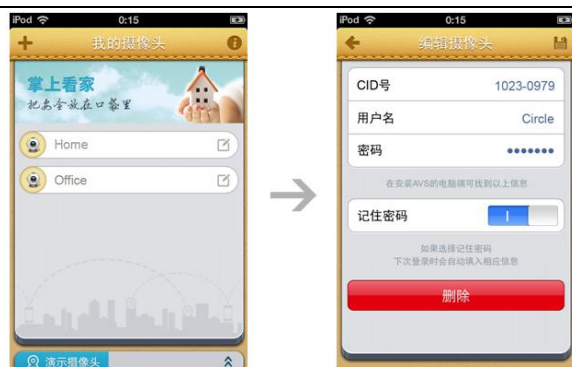 iPod 0:15
我的摄像头
掌上看家
把安全放在口袋里
Home
Office
演示摄像头
iPod 0:15
编辑摄像头
CID号 1023-0979
用户名 Circle
密码 •••••••
在安装AVS的电脑端可找到以上信息
记住密码
如果选择记住密码
下次登录时会自动填入相应信息
删除